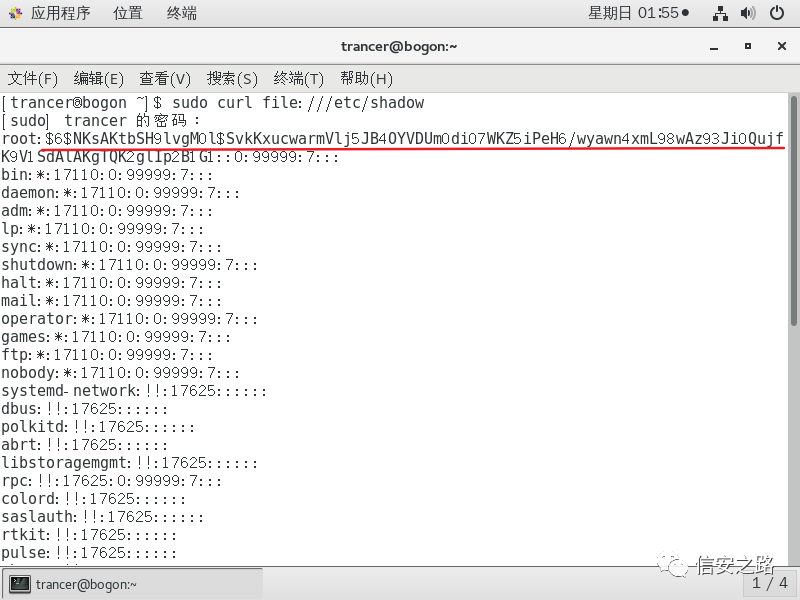 应用程序 位置 终端 星期日 01:55
trancer@bogon:~
文件(F) 编辑(E) 查看(V) 搜索(S) 终端(T) 帮助(H)
[trancer@bogon ~]$ sudo curl file:///etc/shadow
[sudo] trancer 的密码：
root:$6$NKsAKtbSH9lvgM0l$SvkKxucwarmVlj5JB4OYVDUm0di07WKZ5iPeH6/wyawn4xmL98wAz93Ji0Qujf
K9V1SdAlAKglQK2glIp2B1G1::0:99999:7:::
bin:*:17110:0:99999:7:::
daemon:*:17110:0:99999:7:::
adm:*:17110:0:99999:7:::
lp:*:17110:0:99999:7:::
sync:*:17110:0:99999:7:::
shutdown:*:17110:0:99999:7:::
halt:*:17110:0:99999:7:::
mail:*:17110:0:99999:7:::
operator:*:17110:0:99999:7:::
games:*:17110:0:99999:7:::
ftp:*:17110:0:99999:7:::
nobody:*:17110:0:99999:7:::
systemd-network:!!:17625::::::
dbus:!!:17625::::::
polkitd:!!:17625::::::
abrt:!!:17625::::::
libstoragemgmt:!!:17625::::::
rpc:!!:17625:0:99999:7:::
colord:!!:17625::::::
saslauth:!!:17625::::::
rtkit:!!:17625::::::
pulse:!!:17625::::::
信安之路
trancer@bogon:~ 1 / 4